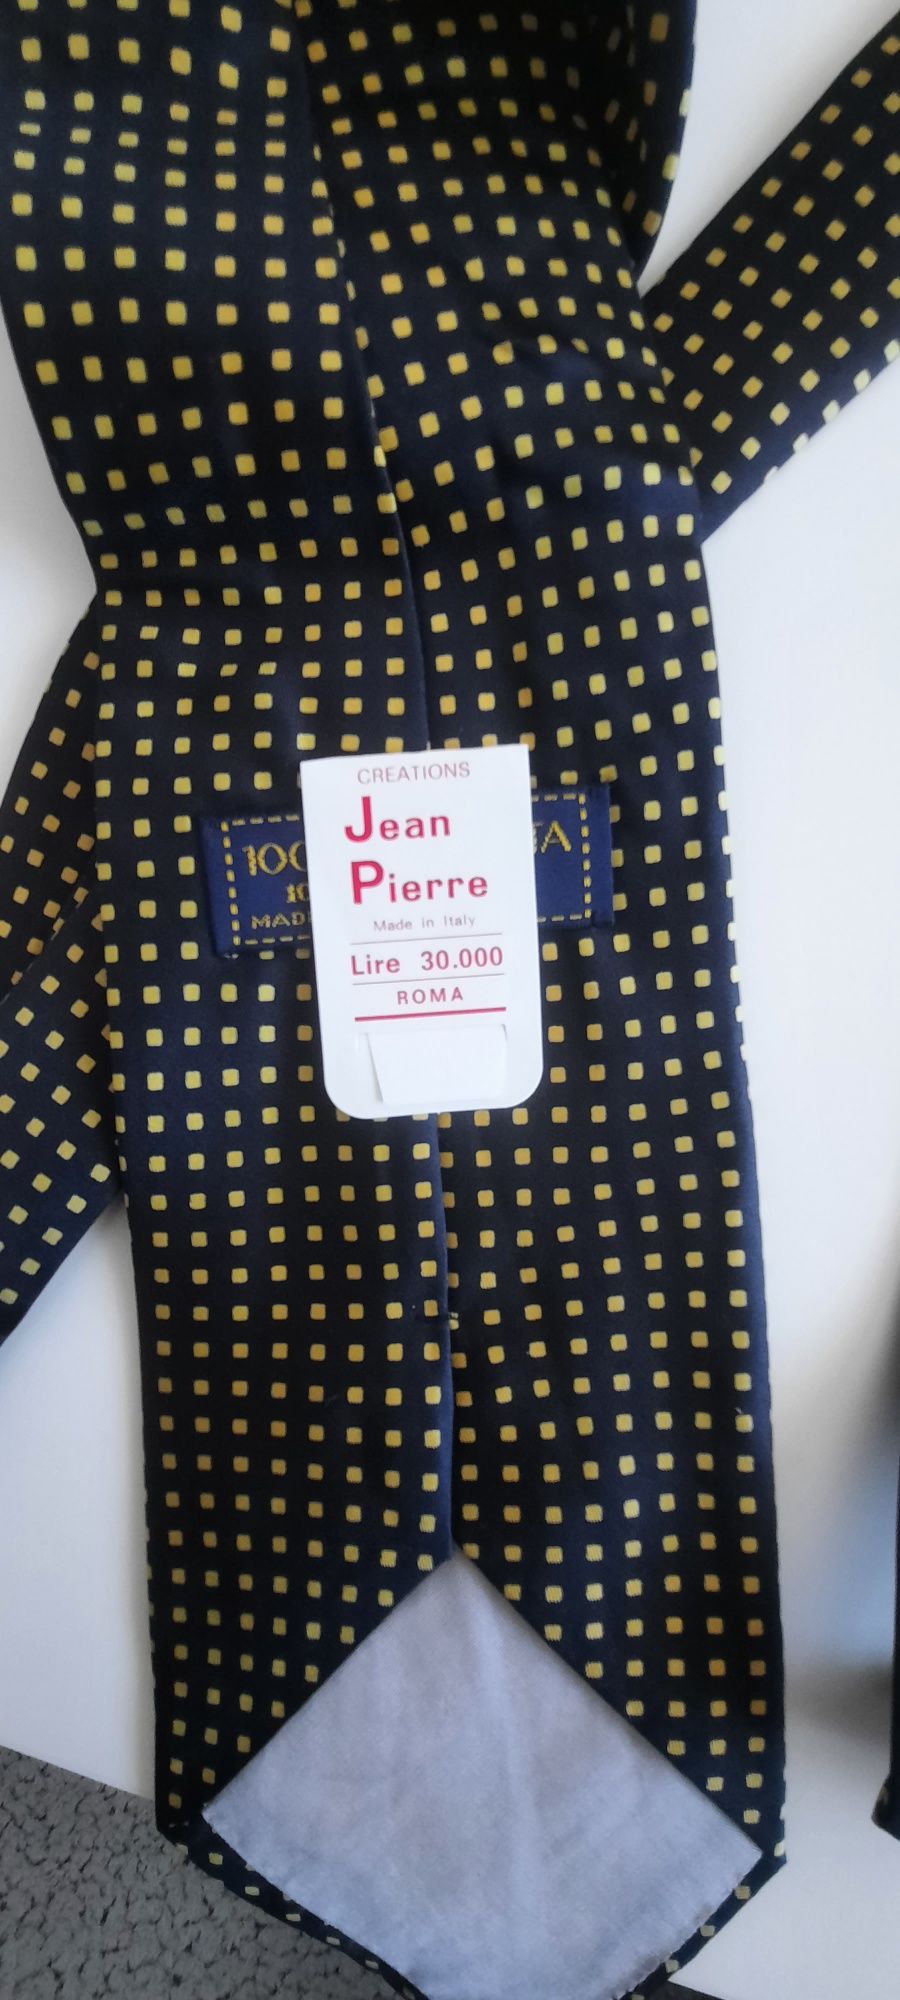 CREATIONS
Jean
Pierre
Made in Italy
Lire 30.000
ROMA